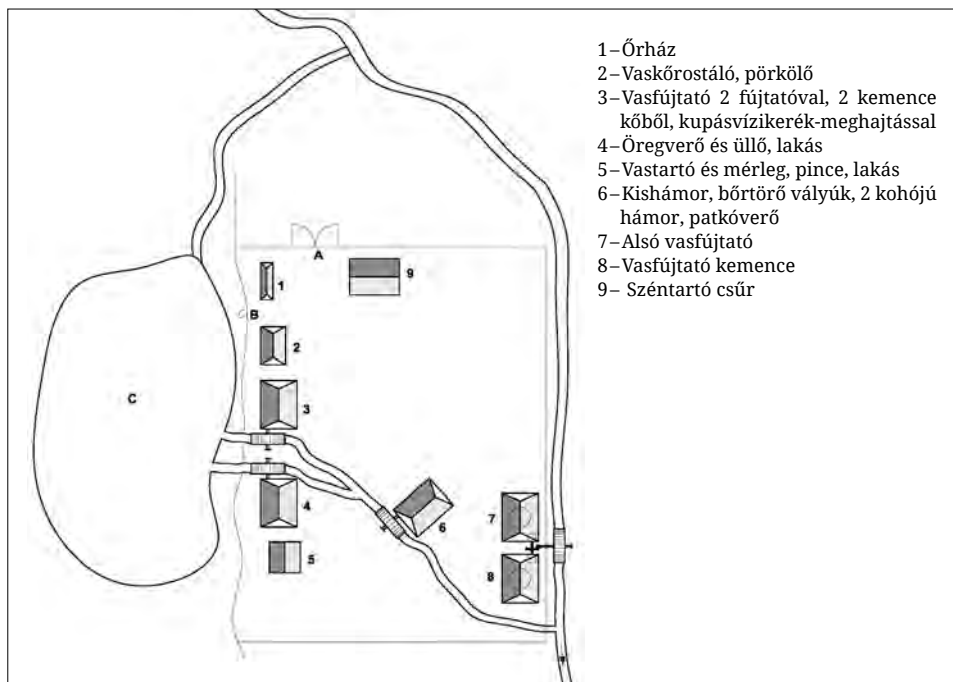 1–Őrház
2–Vaskőrostáló, pörkölő
3–Vasfújtató 2 fújtatóval, 2 kemence
kőből, kupásvízikerék-meghajtással
4–Öregverő és üllő, lakás
5–Vastartó és mérleg, pince, lakás
6–Kishámor, bőrtörő vályúk, 2 kohójú
hámor, patkóverő
7–Alsó vasfújtató
8–Vasfújtató kemence
9– Széntartó csűr
A
9
1
B
2
C
3
4
6
7
5
8